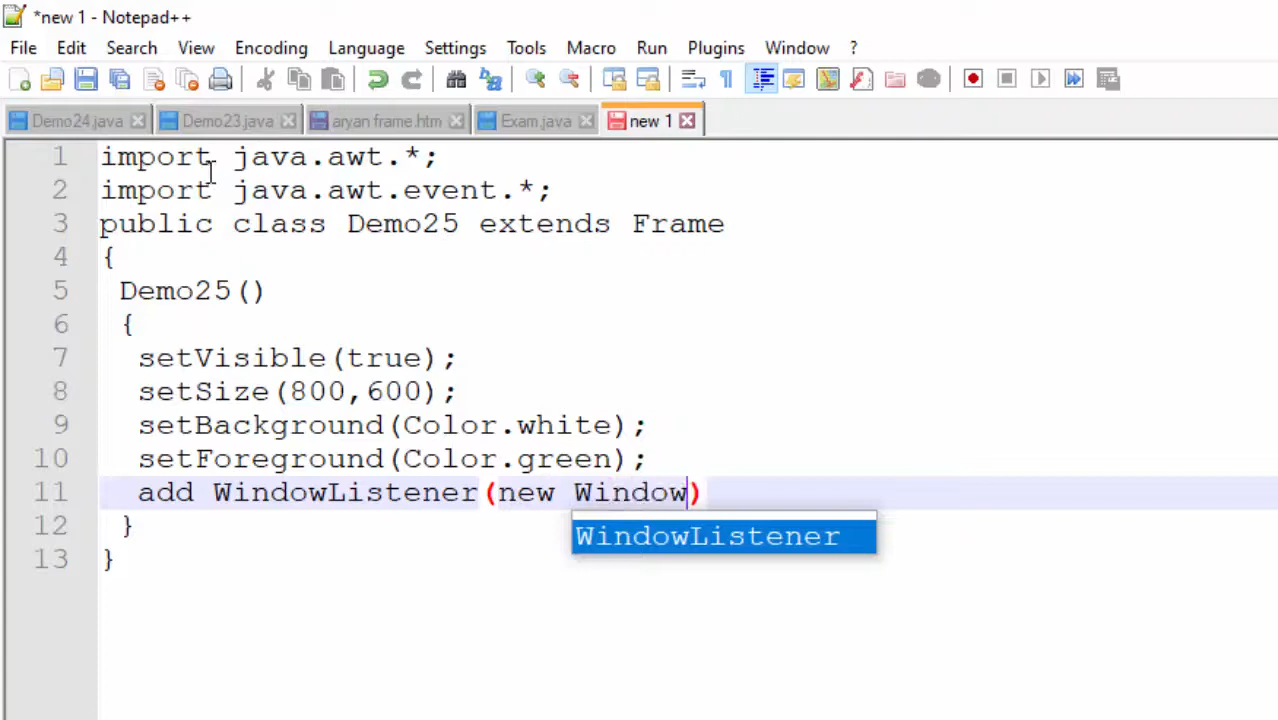 *new 1 - Notepad++
File Edit Search View Encoding Language Settings Tools Macro Run Plugins Window ?
Demo24.java Demo23.java aryan frame.htm Exam.java new 1
1 import java.awt.*;
2 import java.awt.event.*;
3 public class Demo25 extends Frame
4 {
5 Demo25()
6 {
7 setVisible(true);
8 setSize(800,600);
9 setBackground(Color.white);
10 setForeground(Color.green);
11 add WindowListener(new Window)
WindowListener
12 }
13 }